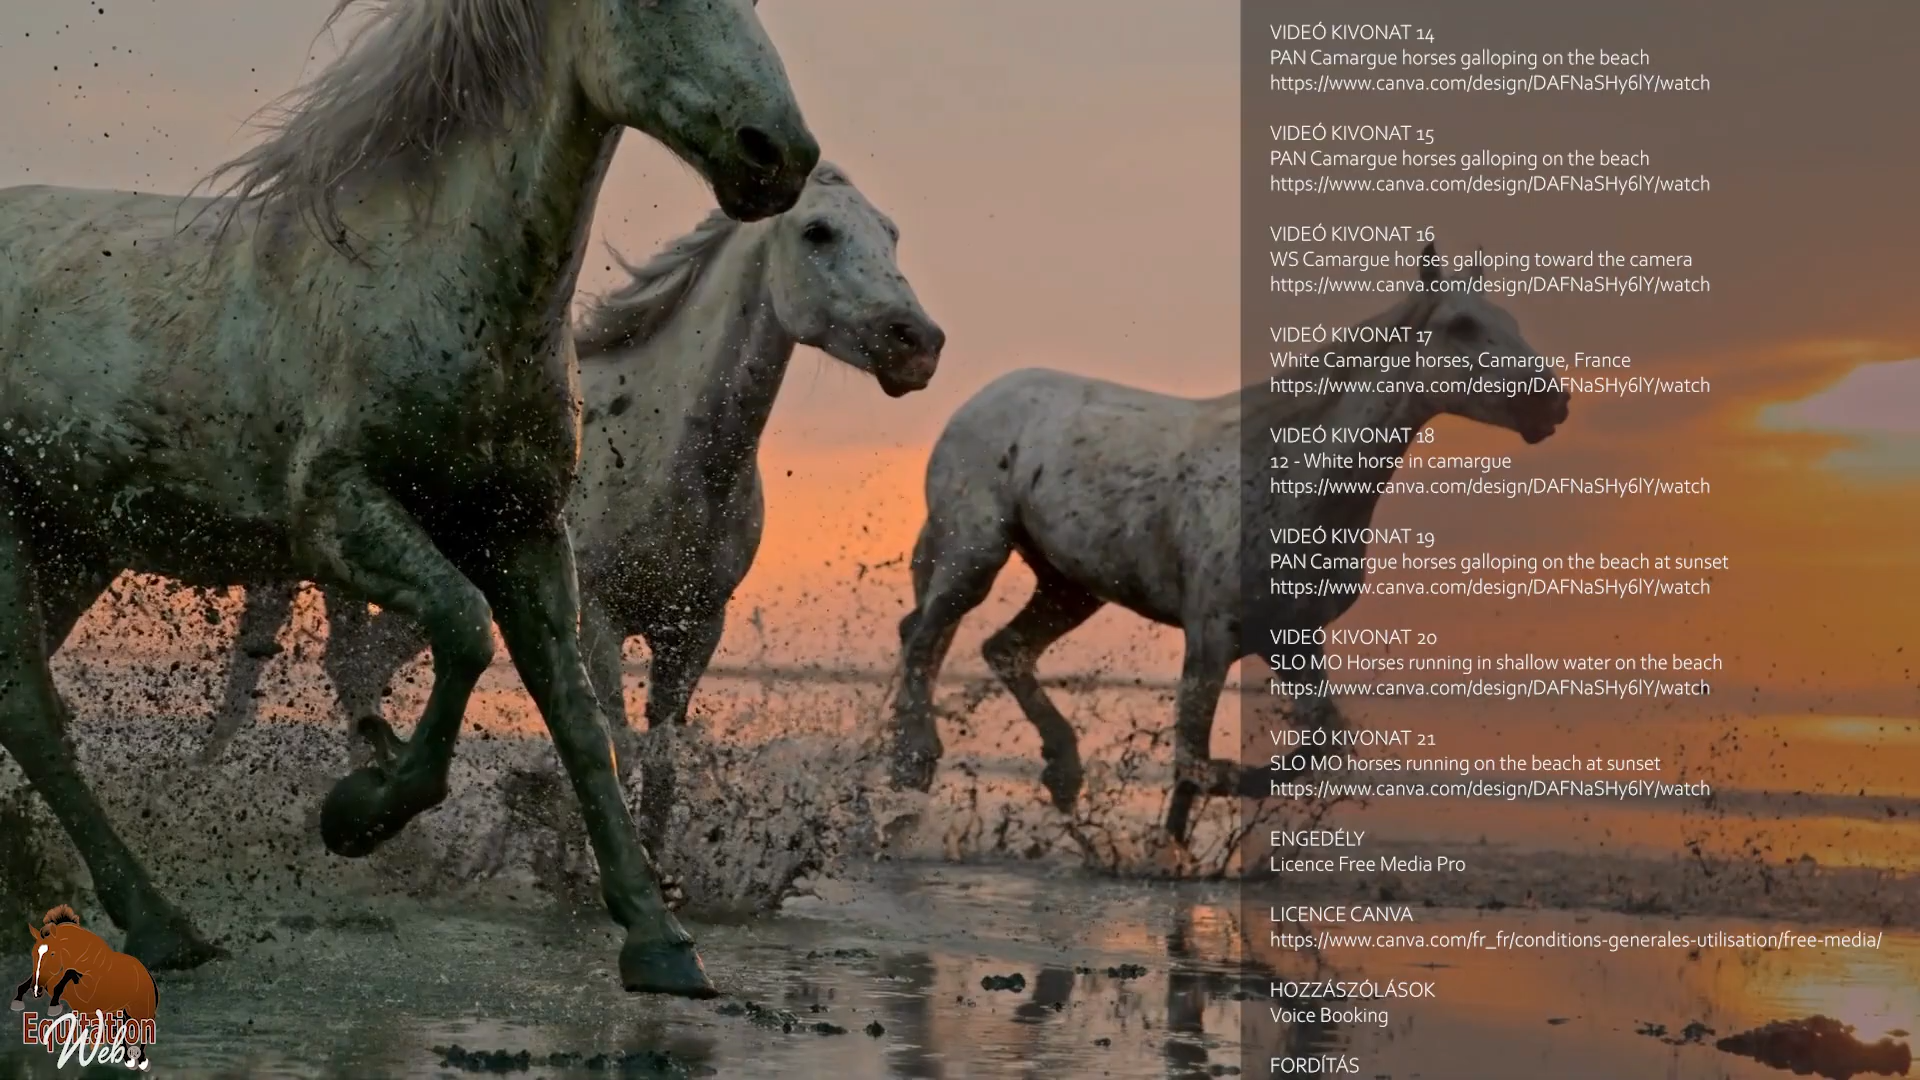 VIDEÓ KIVONAT 14
PAN Camargue horses galloping on the beach
https://www.canva.com/design/DAFNaSHy6lY/watch
VIDEÓ KIVONAT 15
PAN Camargue horses galloping on the beach
https://www.canva.com/design/DAFNaSHy6lY/watch
VIDEÓ KIVONAT 16
WS Camargue horses galloping toward the camera
https://www.canva.com/design/DAFNaSHy6lY/watch
VIDEÓ KIVONAT 17
White Camargue horses, Camargue, France
https://www.canva.com/design/DAFNaSHy6lY/watch
VIDEÓ KIVONAT 18
12 - White horse in camargue
https://www.canva.com/design/DAFNaSHy6lY/watch
VIDEÓ KIVONAT 19
PAN Camargue horses galloping on the beach at sunset
https://www.canva.com/design/DAFNaSHy6lY/watch
VIDEÓ KIVONAT 20
SLO MO Horses running in shallow water on the beach
https://www.canva.com/design/DAFNaSHy6lY/watch
VIDEÓ KIVONAT 21
SLO MO horses running on the beach at sunset
https://www.canva.com/design/DAFNaSHy6lY/watch
ENGEDÉLY
Licence Free Media Pro
LICENCE CANVA
https://www.canva.com/fr_fr/conditions-generales-utilisation/free-media/
HOZZÁSZÓLÁSOK
Voice Booking
FORDÍTÁS
Equitation
Web